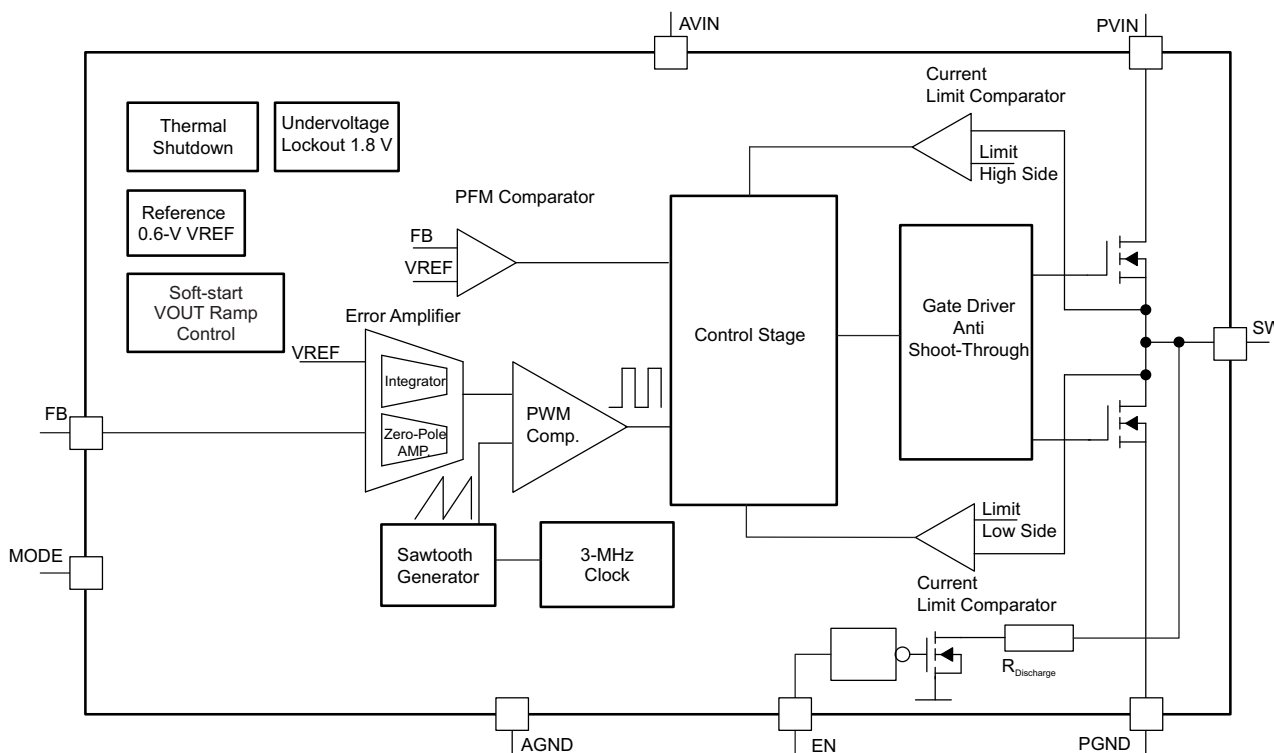 AVIN
PVIN
Current
Limit Comparator
Thermal
Shutdown
Undervoltage
Lockout 1.8 V
Limit
High Side
Reference
0.6-V VREF
PFM Comparator
FB
VREF
Soft-start
VOUT Ramp
Control
Error Amplifier
VREF
Integrator
Zero-Pole
AMP.
PWM
Comp.
Control Stage
Gate Driver
Anti
Shoot-Through
SW
FB
MODE
Sawtooth
Generator
3-MHz
Clock
Limit
Low Side
Current
Limit Comparator
RDischarge
AGND
EN
PGND